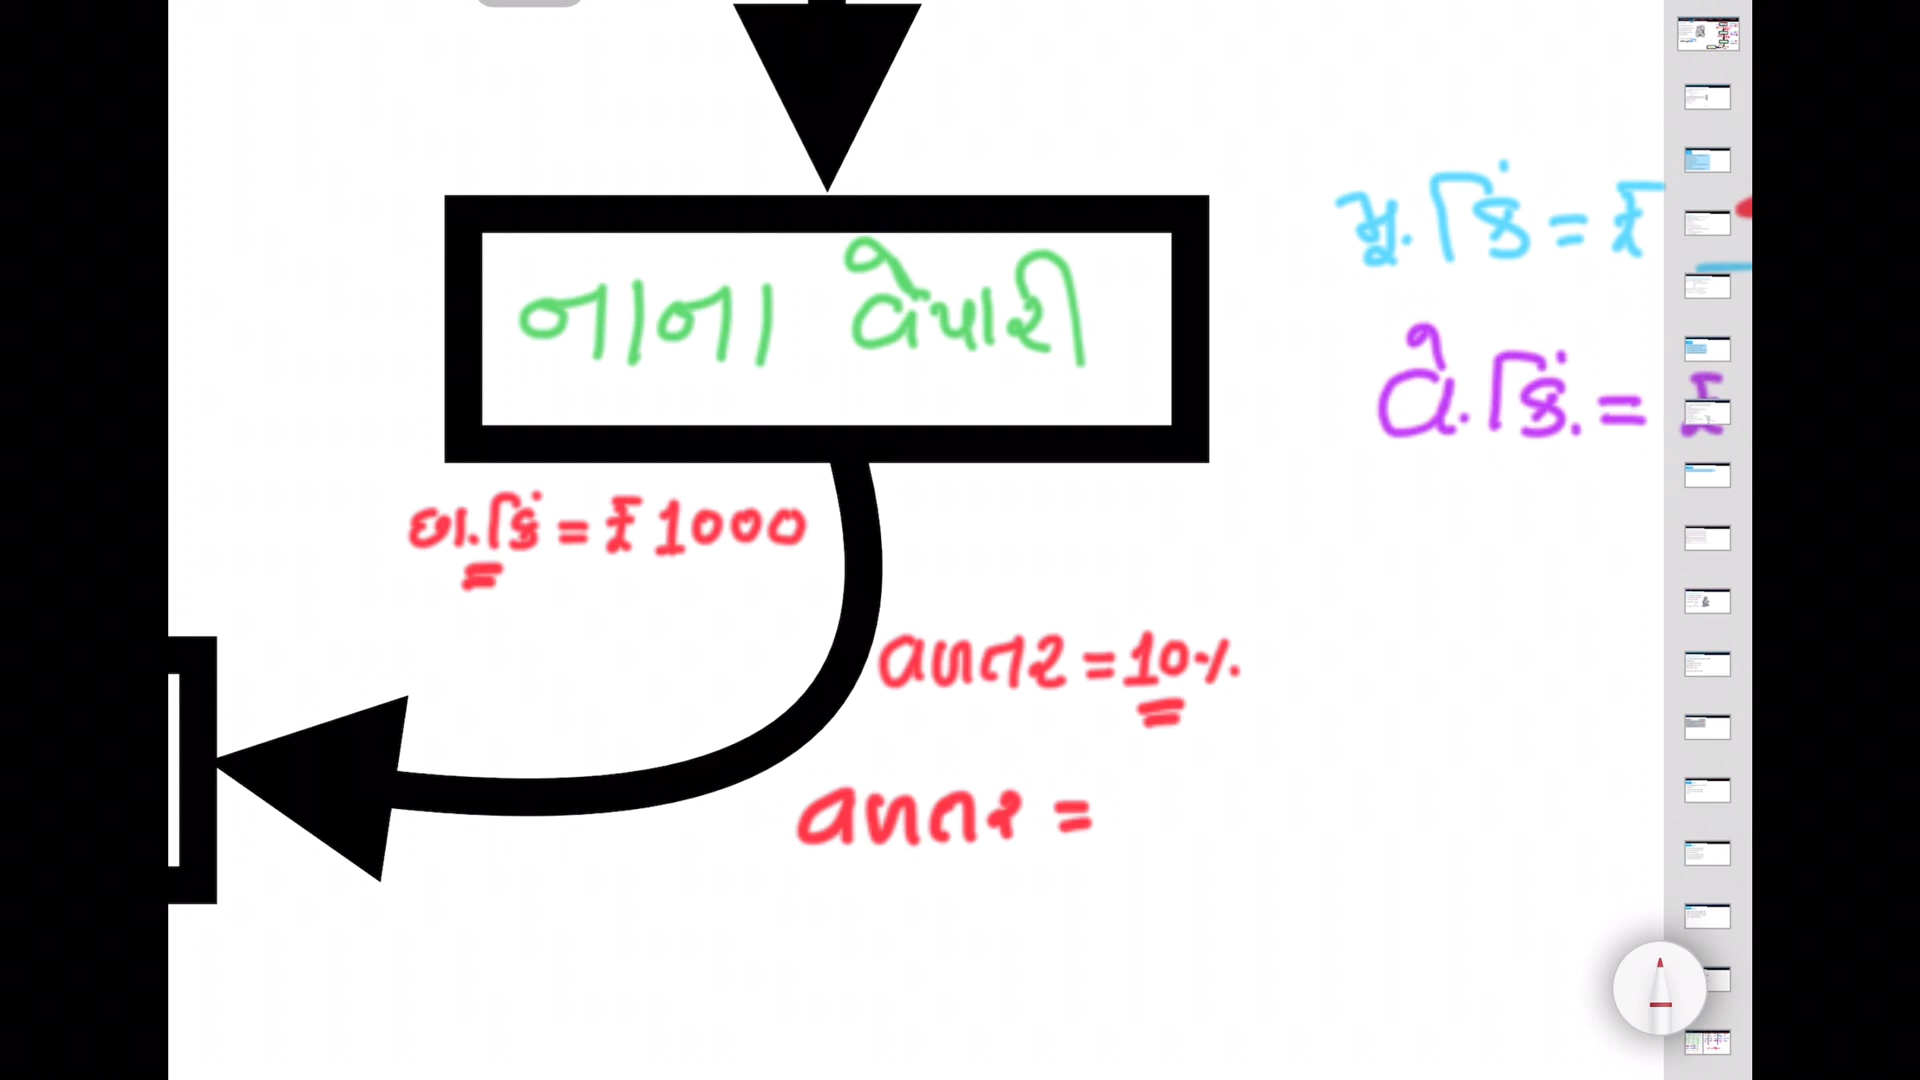 નાના વેપારી
મુ. કિં = ₹
વે. કિં. = ₹
છા. કિં = ₹ 1000
વળતર = 10%
વળતર =